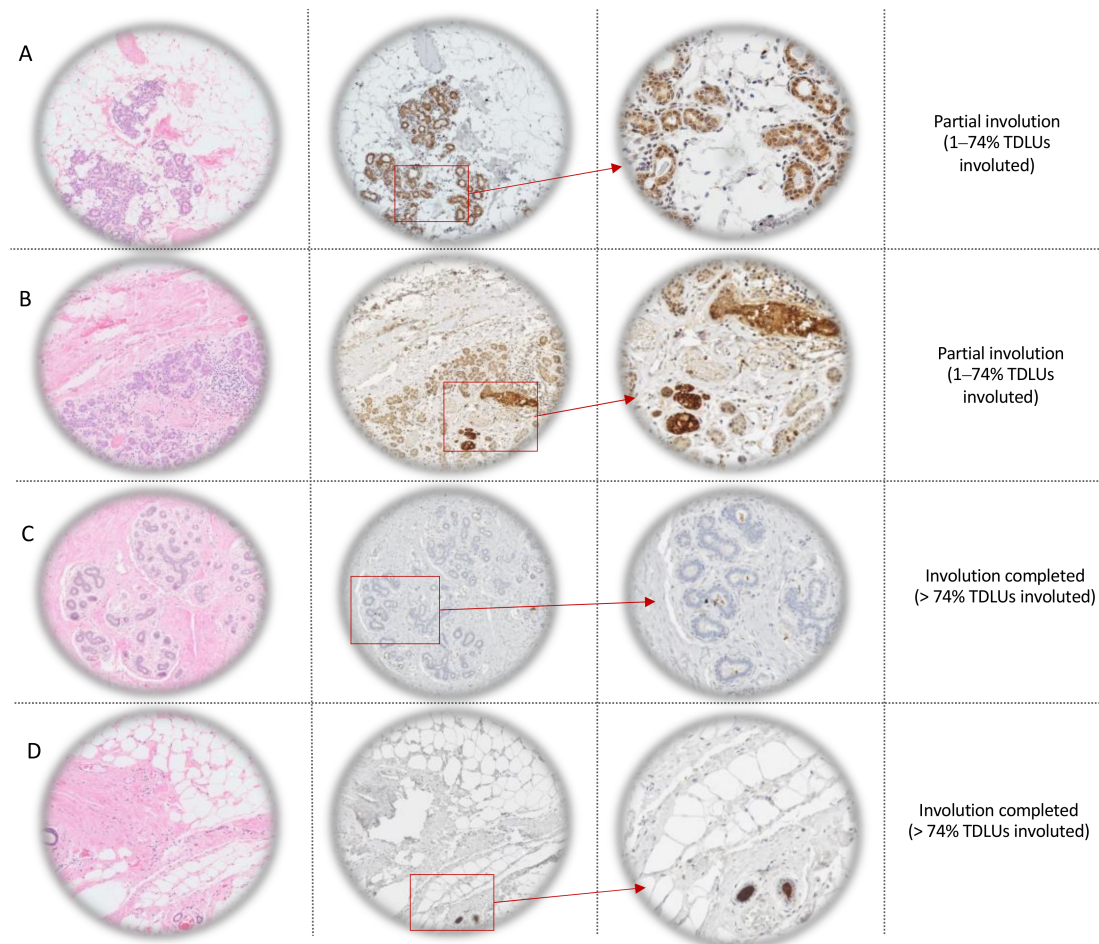 A
Partial involution
(1–74% TDLUs
involuted)
B
Partial involution
(1–74% TDLUs
involuted)
C
Involution completed
(> 74% TDLUs involuted)
D
Involution completed
(> 74% TDLUs involuted)